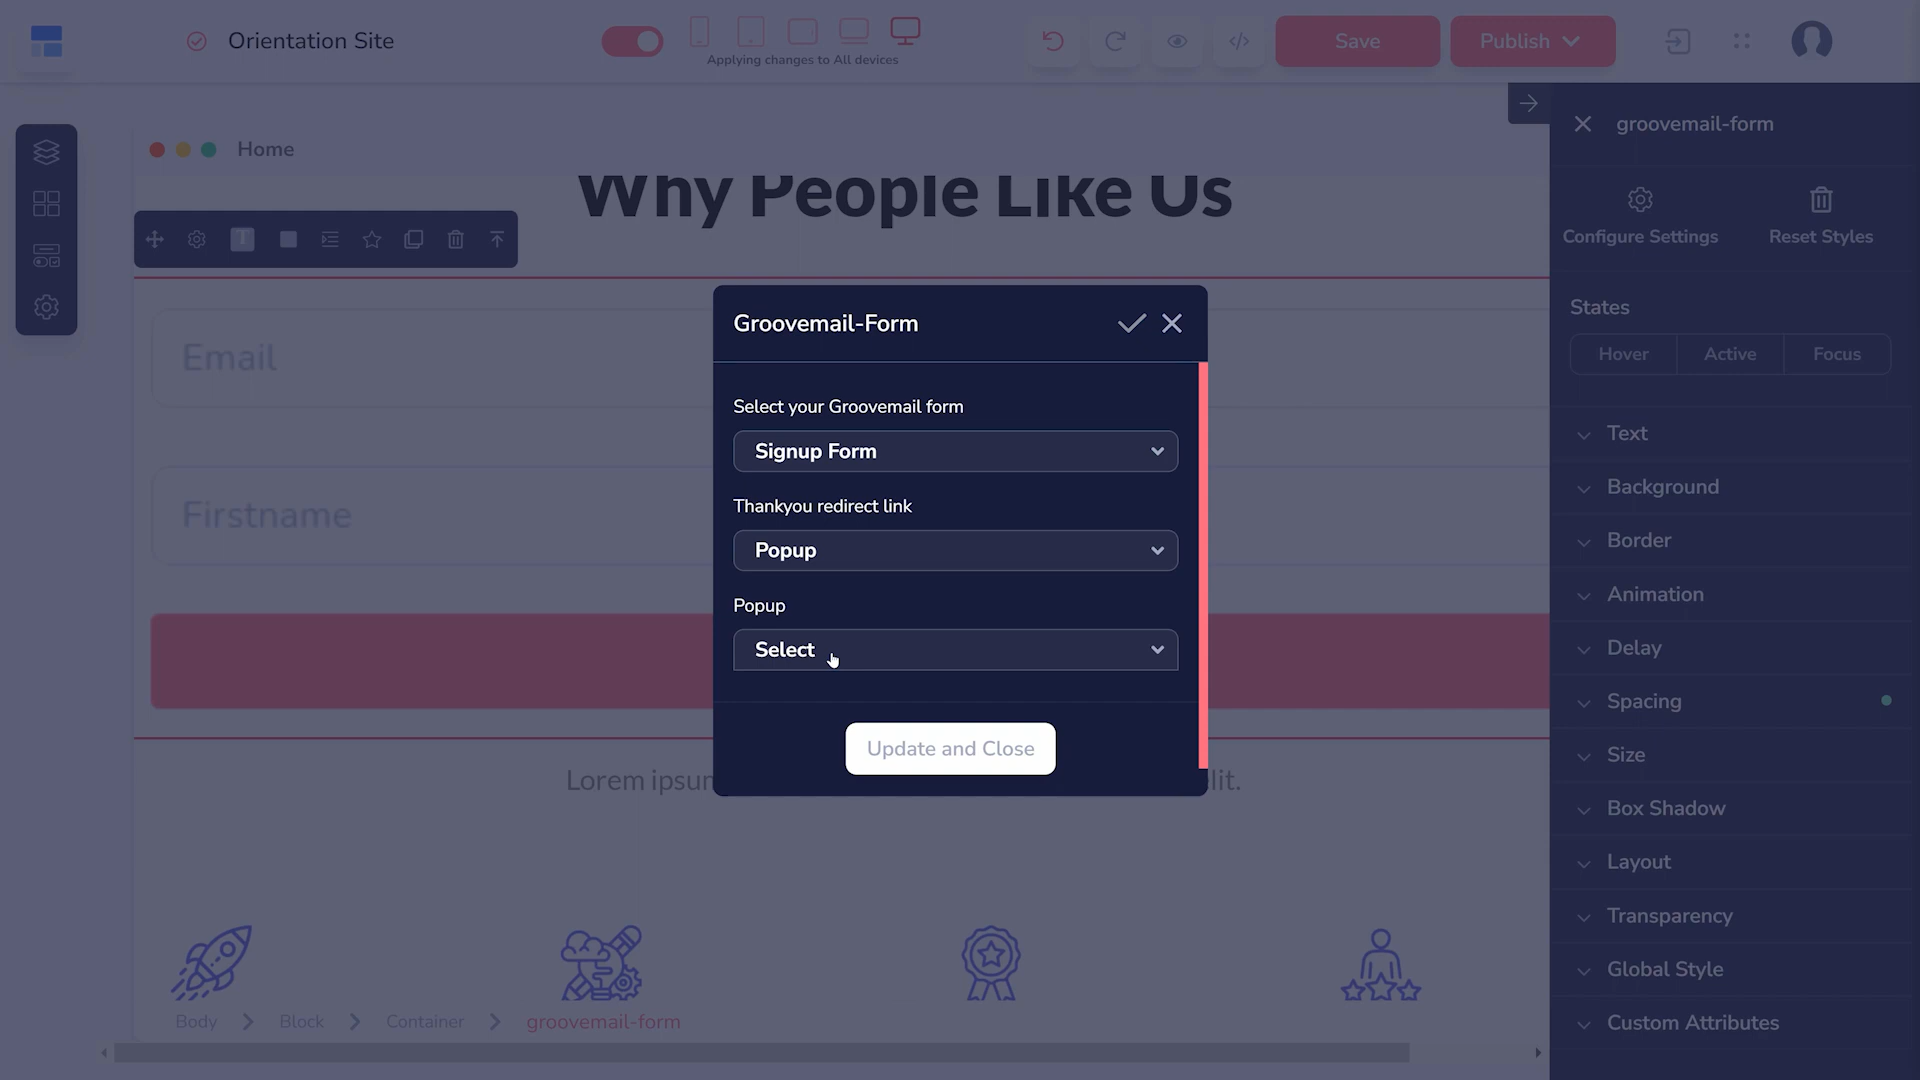 Orientation Site
Applying changes to All devices
Save
Publish
Home
Why People Like Us
T
Email
Firstname
Lorem ipsum
elit.
Body
Block
Container
groovemail-form
Groovemail-Form
Select your Groovemail form
Signup Form
Thankyou redirect link
Popup
Popup
Select
Update and Close
groovemail-form
Configure Settings
Reset Styles
States
Hover
Active
Focus
Text
Background
Border
Animation
Delay
Spacing
Size
Box Shadow
Layout
Transparency
Global Style
Custom Attributes